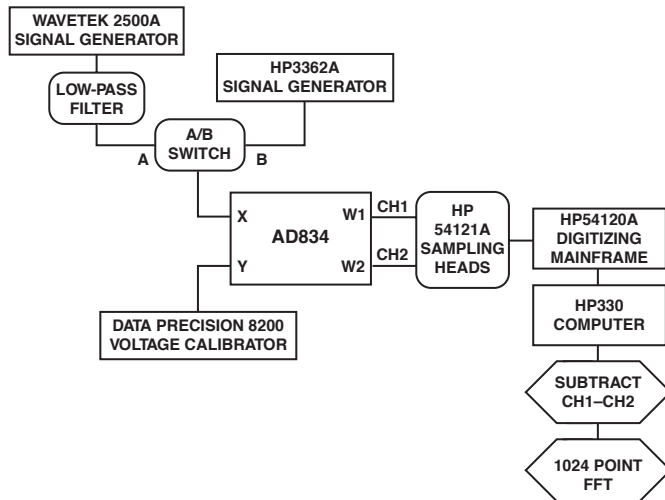 WAVETEK 2500A
SIGNAL GENERATOR
LOW-PASS
FILTER
HP3362A
SIGNAL GENERATOR
A/B
SWITCH
A
B
X
Y
AD834
W1
W2
CH1
CH2
HP
54121A
SAMPLING
HEADS
HP54120A
DIGITIZING
MAINFRAME
DATA PRECISION 8200
VOLTAGE CALIBRATOR
HP330
COMPUTER
SUBTRACT
CH1–CH2
1024 POINT
FFT